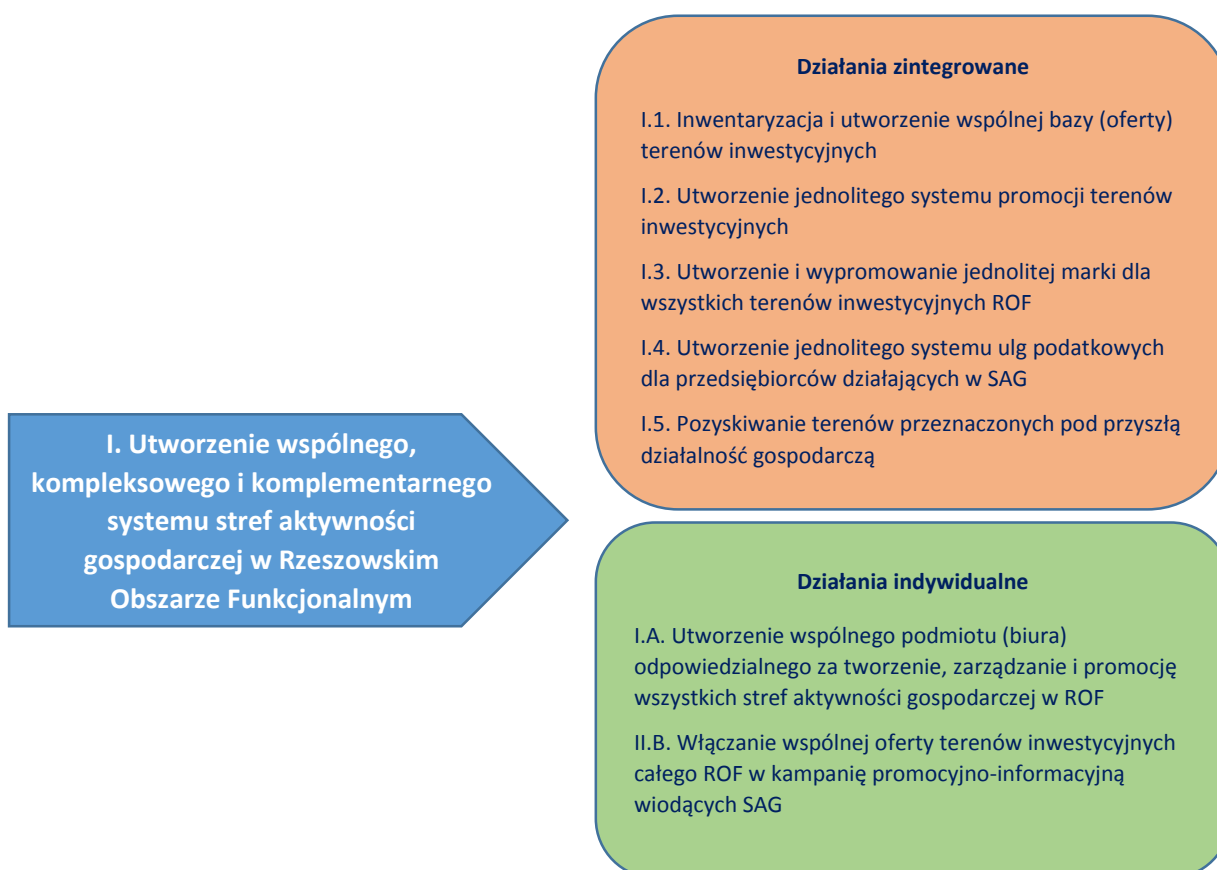 I. Utworzenie wspólnego,
kompleksowego i komplementarnego
systemu stref aktywności
gospodarczej w Rzeszowskim
Obszarze Funkcjonalnym
Działania zintegrowane
I.1. Inwentaryzacja i utworzenie wspólnej bazy (oferty)
terenów inwestycyjnych
I.2. Utworzenie jednolitego systemu promocji terenów
inwestycyjnych
I.3. Utworzenie i wypromowanie jednolitej marki dla
wszystkich terenów inwestycyjnych ROF
I.4. Utworzenie jednolitego systemu ulg podatkowych
dla przedsiębiorców działających w SAG
I.5. Pozyskiwanie terenów przeznaczonych pod przyszłą
działalność gospodarczą
Działania indywidualne
I.A. Utworzenie wspólnego podmiotu (biura)
odpowiedzialnego za tworzenie, zarządzanie i promocję
wszystkich stref aktywności gospodarczej w ROF
II.B. Włączanie wspólnej oferty terenów inwestycyjnych
całego ROF w kampanię promocyjno-informacyjną
wiodących SAG